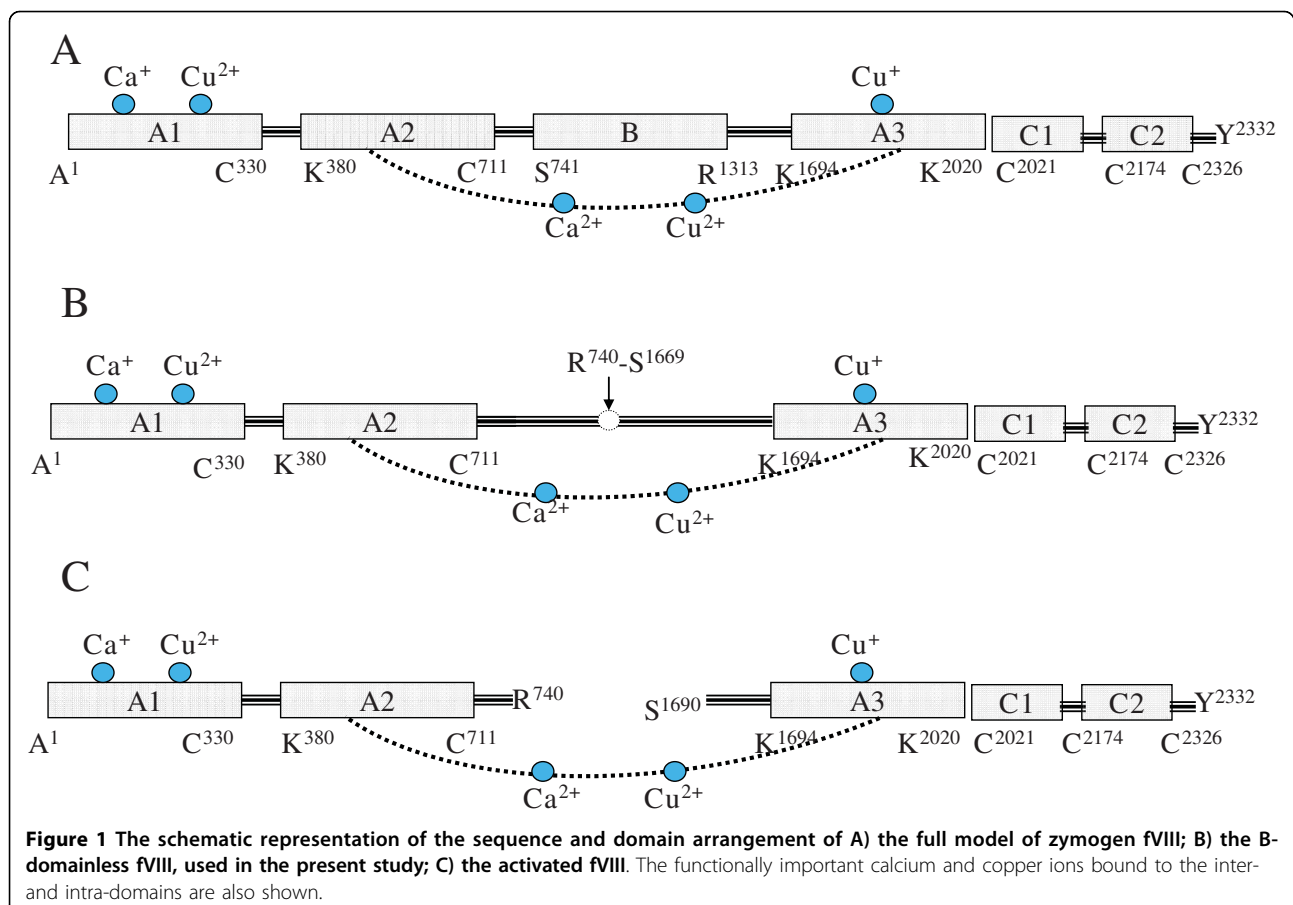 A
Ca⁺ Cu²⁺ Cu⁺
A1 A2 B A3 C1 C2 Y²³³²
A¹ C³³⁰ K³⁸⁰ C⁷¹¹ S⁷⁴¹ R¹³¹³ K¹⁶⁹⁴ K²⁰²⁰ C²⁰²¹ C²¹⁷⁴ C²³²⁶
Ca²⁺ Cu²⁺
B
R⁷⁴⁰-S¹⁶⁶⁹
Ca⁺ Cu²⁺ Cu⁺
A1 A2 A3 C1 C2 Y²³³²
A¹ C³³⁰ K³⁸⁰ C⁷¹¹ K¹⁶⁹⁴ K²⁰²⁰ C²⁰²¹ C²¹⁷⁴ C²³²⁶
Ca²⁺ Cu²⁺
C
Ca⁺ Cu²⁺ Cu⁺
A1 A2 R⁷⁴⁰ S¹⁶⁹⁰ A3 C1 C2 Y²³³²
A¹ C³³⁰ K³⁸⁰ C⁷¹¹ K¹⁶⁹⁴ K²⁰²⁰ C²⁰²¹ C²¹⁷⁴ C²³²⁶
Ca²⁺ Cu²⁺
Figure 1 The schematic representation of the sequence and domain arrangement of A) the full model of zymogen fVIII; B) the B-
domainless fVIII, used in the present study; C) the activated fVIII. The functionally important calcium and copper ions bound to the inter-
and intra-domains are also shown.